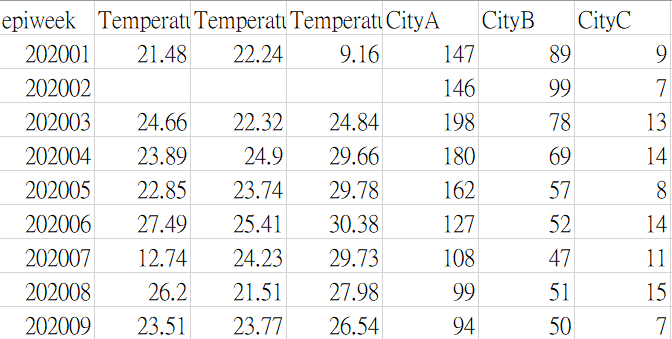 epiweek Temperatu Temperatu Temperatu CityA CityB CityC
202001 21.48 22.24 9.16 147 89 9
202002 146 99 7
202003 24.66 22.32 24.84 198 78 13
202004 23.89 24.9 29.66 180 69 14
202005 22.85 23.74 29.78 162 57 8
202006 27.49 25.41 30.38 127 52 14
202007 12.74 24.23 29.73 108 47 11
202008 26.2 21.51 27.98 99 51 15
202009 23.51 23.77 26.54 94 50 7